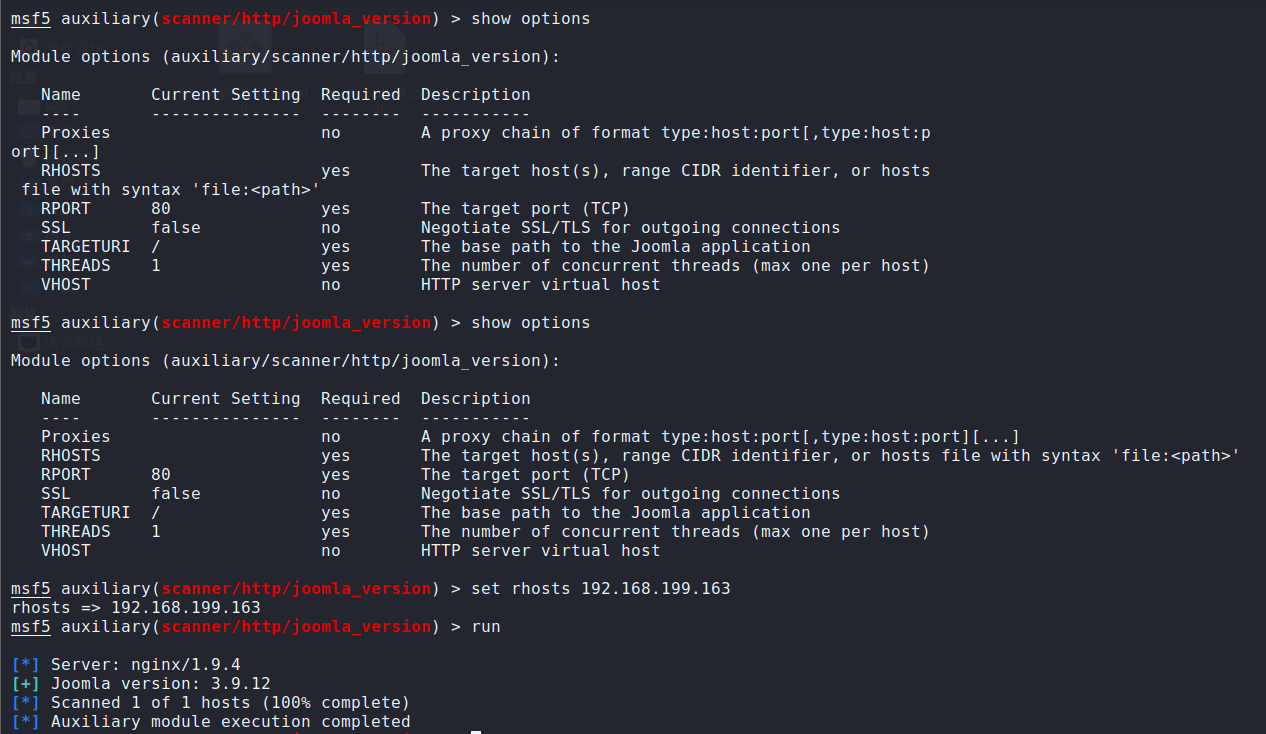 msf5 auxiliary(scanner/http/joomla_version) > show options
Module options (auxiliary/scanner/http/joomla_version):
Name Current Setting Required Description
---- --------------- -------- -----------
Proxies no A proxy chain of format type:host:port[,type:host:p
ort][...]
RHOSTS yes The target host(s), range CIDR identifier, or hosts
file with syntax 'file:<path>'
RPORT 80 yes The target port (TCP)
SSL false no Negotiate SSL/TLS for outgoing connections
TARGETURI / yes The base path to the Joomla application
THREADS 1 yes The number of concurrent threads (max one per host)
VHOST no HTTP server virtual host
msf5 auxiliary(scanner/http/joomla_version) > show options
Module options (auxiliary/scanner/http/joomla_version):
Name Current Setting Required Description
---- --------------- -------- -----------
Proxies no A proxy chain of format type:host:port[,type:host:port][...]
RHOSTS yes The target host(s), range CIDR identifier, or hosts file with syntax 'file:<path>'
RPORT 80 yes The target port (TCP)
SSL false no Negotiate SSL/TLS for outgoing connections
TARGETURI / yes The base path to the Joomla application
THREADS 1 yes The number of concurrent threads (max one per host)
VHOST no HTTP server virtual host
msf5 auxiliary(scanner/http/joomla_version) > set rhosts 192.168.199.163
rhosts => 192.168.199.163
msf5 auxiliary(scanner/http/joomla_version) > run
[*] Server: nginx/1.9.4
[+] Joomla version: 3.9.12
[*] Scanned 1 of 1 hosts (100% complete)
[*] Auxiliary module execution completed